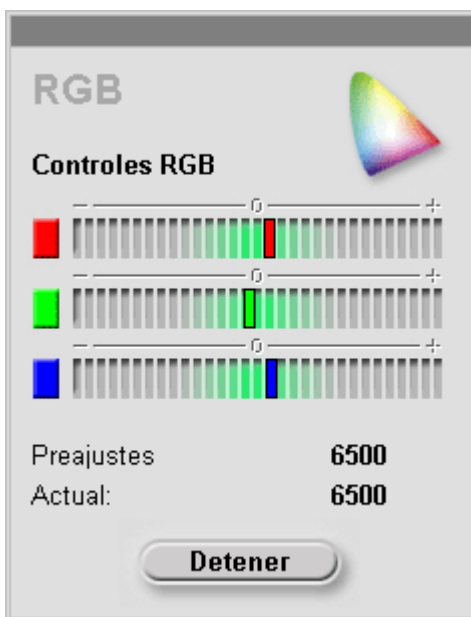 RGB
Controles RGB
- 0 +
- 0 +
- 0 +
Preajustes 6500
Actual: 6500
Detener